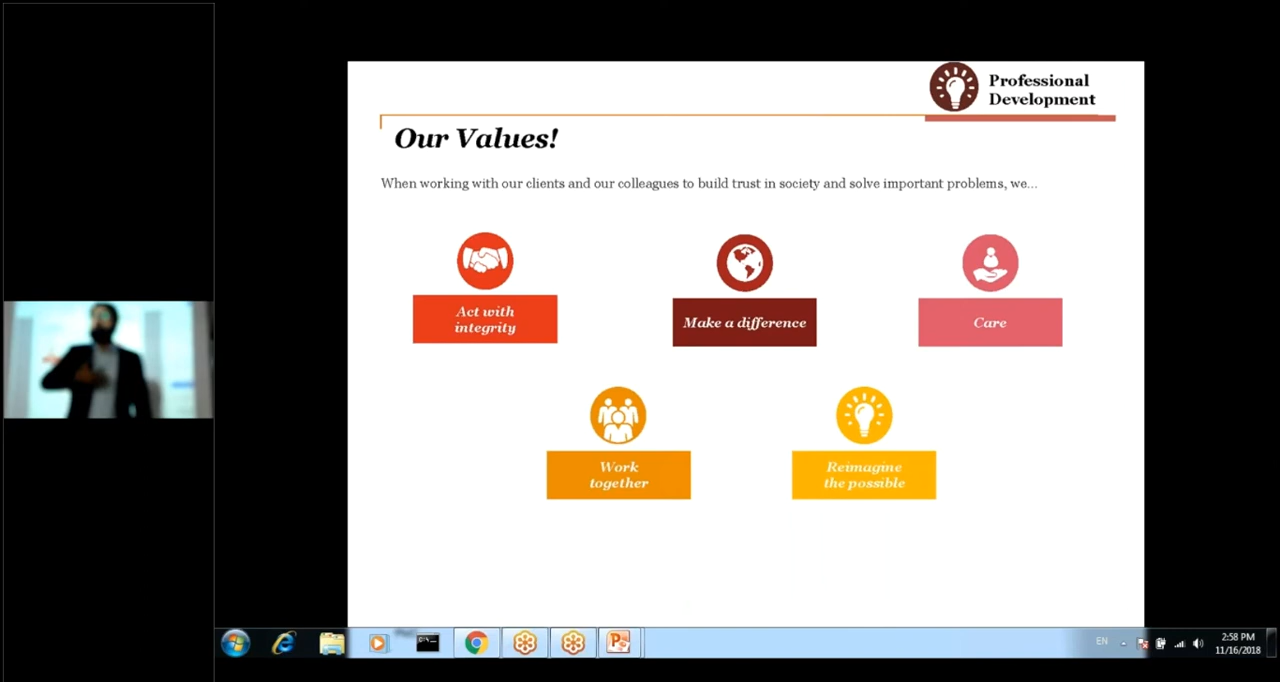 Professional
Development
Our Values!
When working with our clients and our colleagues to build trust in society and solve important problems, we...
Act with
integrity
Make a difference
Care
Work
together
Reimagine
the possible
EN
2:58 PM
11/16/2018